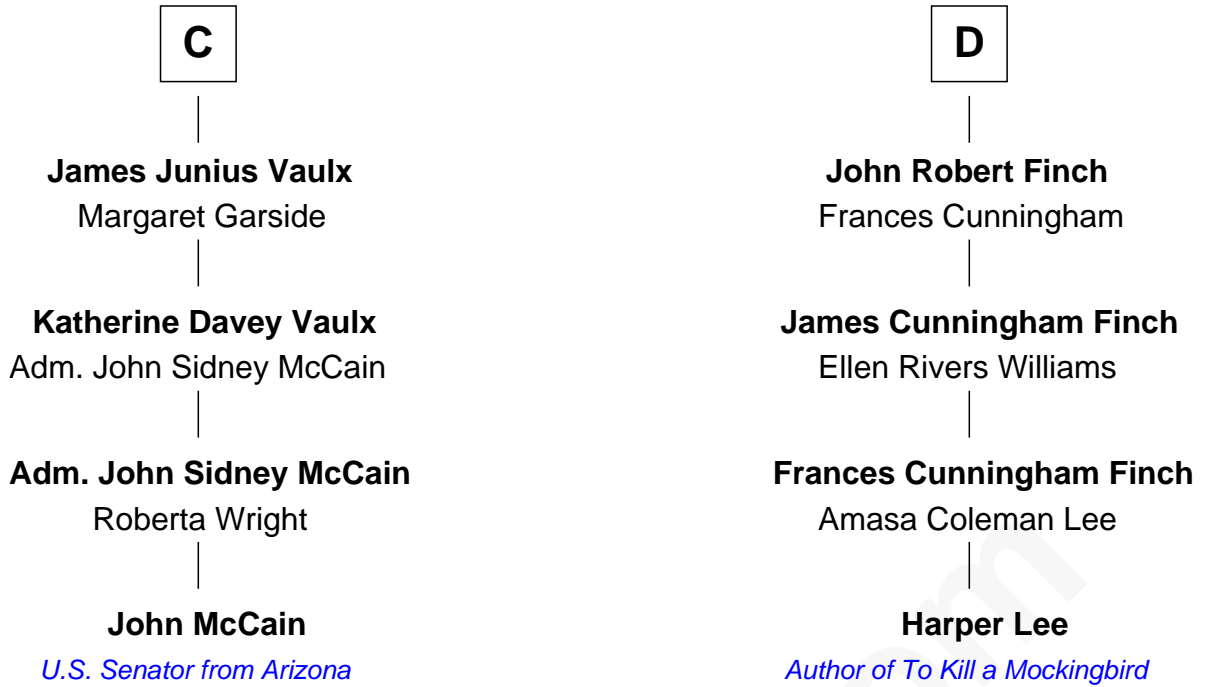 C
James Junius Vaulx
Margaret Garside
Katherine Davey Vaulx
Adm. John Sidney McCain
Adm. John Sidney McCain
Roberta Wright
John McCain
U.S. Senator from Arizona
D
John Robert Finch
Frances Cunningham
James Cunningham Finch
Ellen Rivers Williams
Frances Cunningham Finch
Amasa Coleman Lee
Harper Lee
Author of To Kill a Mockingbird